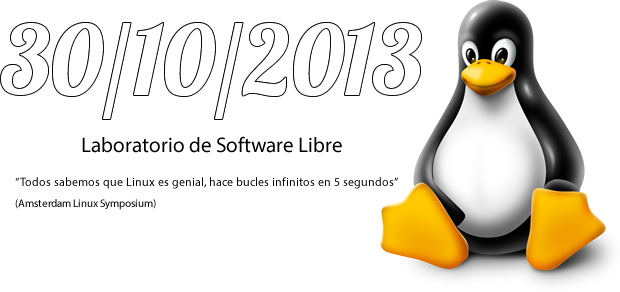 30/10/2013
Laboratorio de Software Libre
“Todos sabemos que Linux es genial, hace bucles infinitos en 5 segundos”
(Amsterdam Linux Symposium)